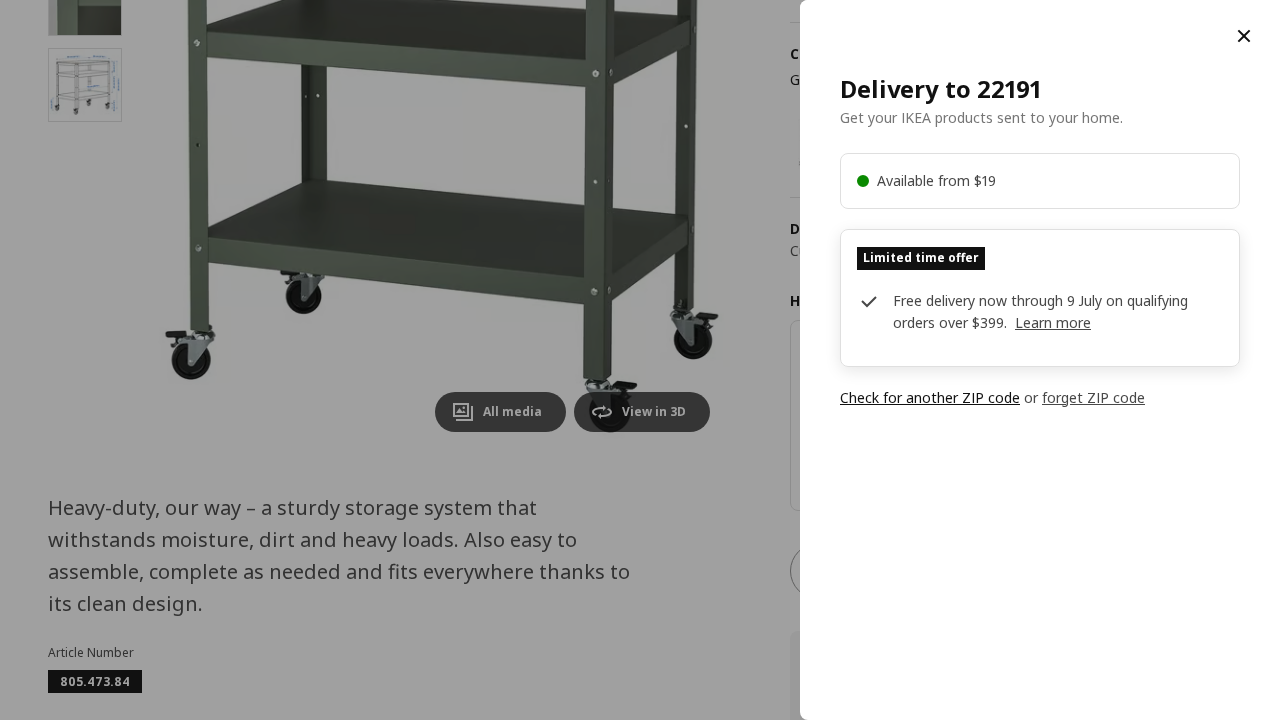 All media
View in 3D
Heavy-duty, our way – a sturdy storage system that
withstands moisture, dirt and heavy loads. Also easy to
assemble, complete as needed and fits everywhere thanks to
its clean design.
Article Number
805.473.84
Delivery to 22191
Get your IKEA products sent to your home.
Available from $19
Limited time offer
Free delivery now through 9 July on qualifying
orders over $399. Learn more
Check for another ZIP code or forget ZIP code